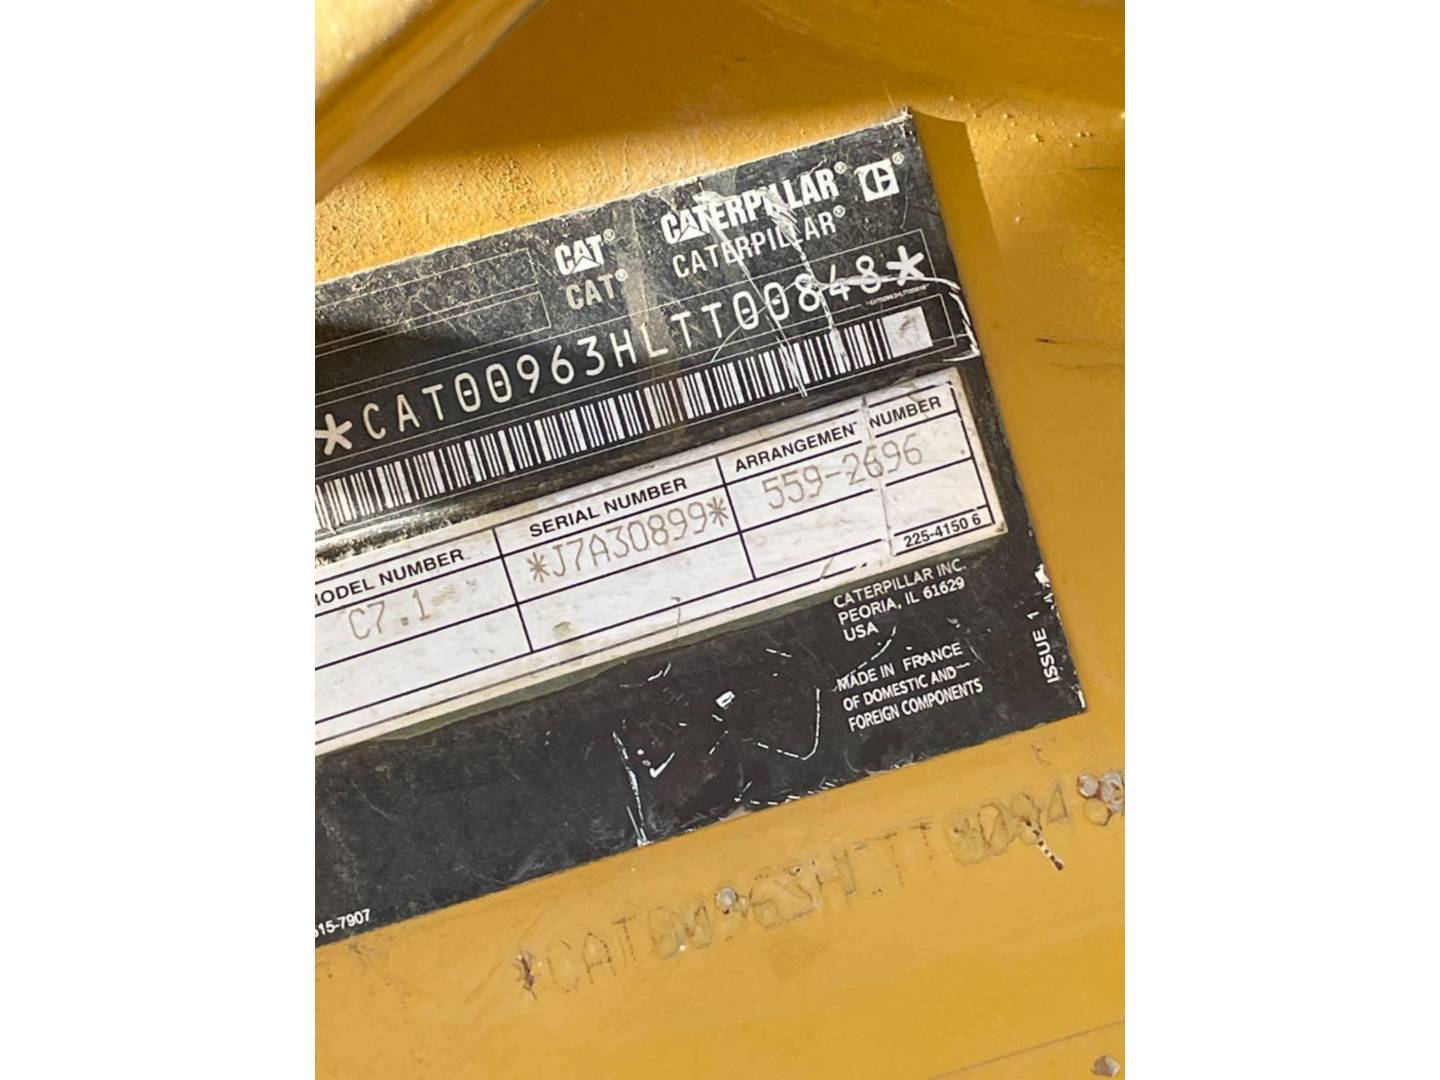 CAT® CATERPILLAR®
CAT® CATERPILLAR®
*CAT00963HLTT00848*
MODEL NUMBER SERIAL NUMBER ARRANGEMENT NUMBER
C7.1 *J7A30899* 559-2696
225-4150 6
CATERPILLAR INC.
PEORIA, IL 61629
USA
MADE IN FRANCE
OF DOMESTIC AND
FOREIGN COMPONENTS
ISSUE 1
515-7907
*CAT00963HLTT00848*